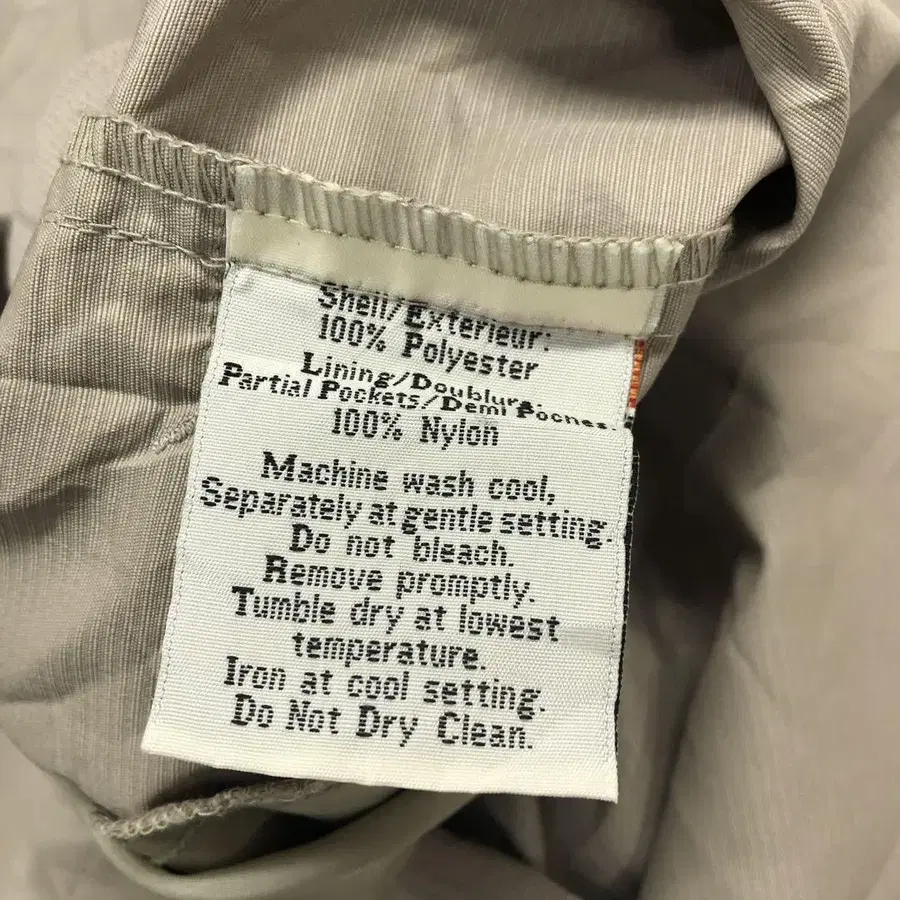 Shell/Exterieur:
100% Polyester
Lining/Doublure:
Partial Pockets/Demi Poches:
100% Nylon
Machine wash cool,
Separately at gentle setting.
Do not bleach.
Remove promptly.
Tumble dry at lowest
temperature.
Iron at cool setting.
Do Not Dry Clean.